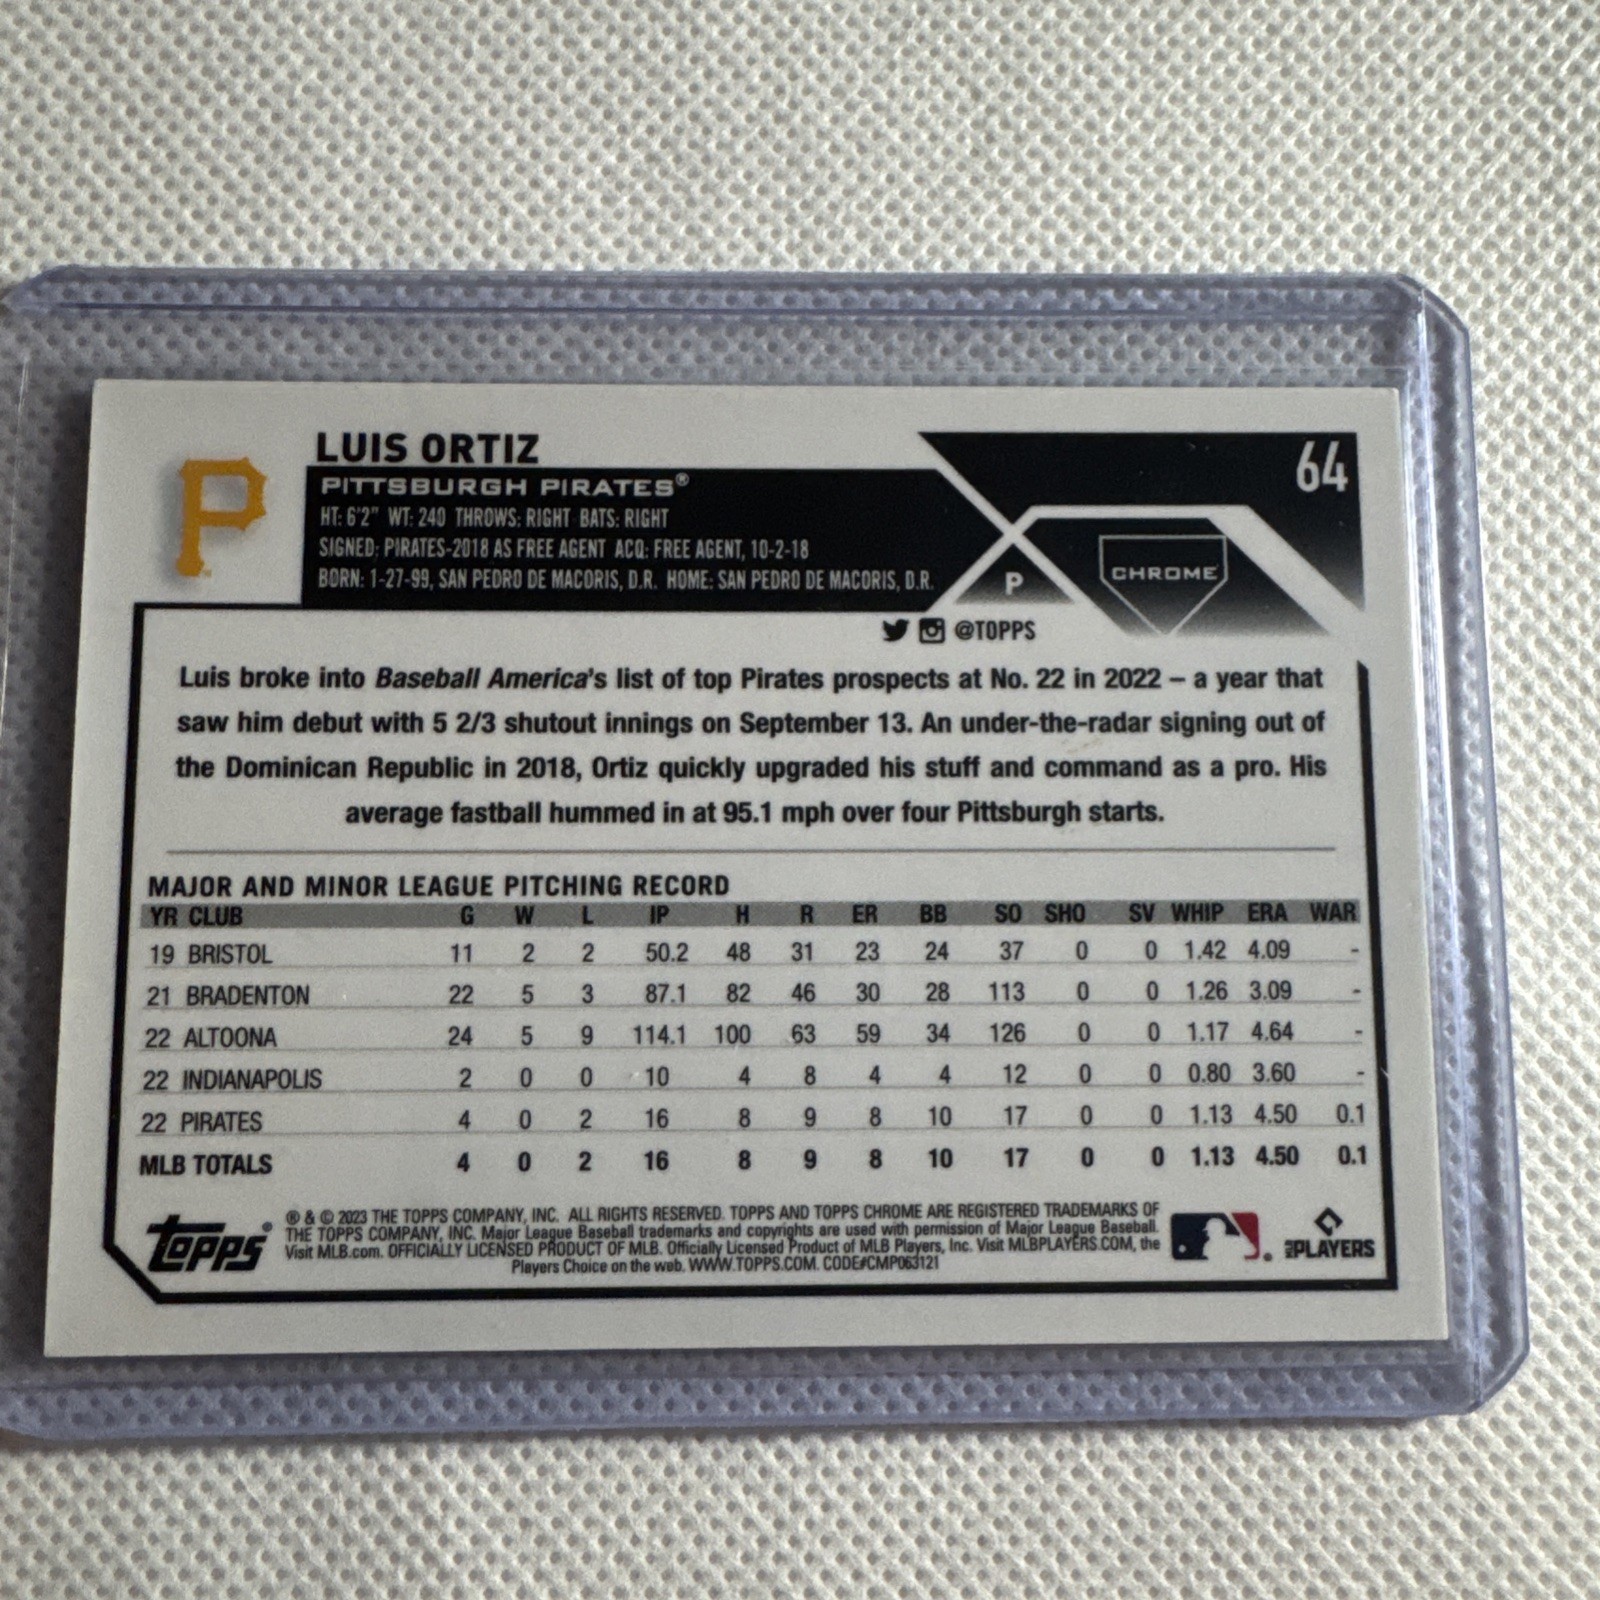 P
LUIS ORTIZ
64
PITTSBURGH PIRATES®
HT: 6'2" WT: 240 THROWS: RIGHT BATS: RIGHT
SIGNED: PIRATES-2018 AS FREE AGENT ACQ: FREE AGENT, 10-2-18
BORN: 1-27-99, SAN PEDRO DE MACORIS, D.R. HOME: SAN PEDRO DE MACORIS, D.R.
P
CHROME
@TOPPS
Luis broke into Baseball America's list of top Pirates prospects at No. 22 in 2022 – a year that
saw him debut with 5 2/3 shutout innings on September 13. An under-the-radar signing out of
the Dominican Republic in 2018, Ortiz quickly upgraded his stuff and command as a pro. His
average fastball hummed in at 95.1 mph over four Pittsburgh starts.
MAJOR AND MINOR LEAGUE PITCHING RECORD
YR CLUB G W L IP H R ER BB SO SHO SV WHIP ERA WAR
19 BRISTOL 11 2 2 50.2 48 31 23 24 37 0 0 1.42 4.09 -
21 BRADENTON 22 5 3 87.1 82 46 30 28 113 0 0 1.26 3.09 -
22 ALTOONA 24 5 9 114.1 100 63 59 34 126 0 0 1.17 4.64 -
22 INDIANAPOLIS 2 0 0 10 4 8 4 4 12 0 0 0.80 3.60 -
22 PIRATES 4 0 2 16 8 9 8 10 17 0 0 1.13 4.50 0.1
MLB TOTALS 4 0 2 16 8 9 8 10 17 0 0 1.13 4.50 0.1
topps®
® & © 2023 THE TOPPS COMPANY, INC. ALL RIGHTS RESERVED. TOPPS AND TOPPS CHROME ARE REGISTERED TRADEMARKS OF
THE TOPPS COMPANY, INC. Major League Baseball trademarks and copyrights are used with permission of Major League Baseball.
Visit MLB.com. OFFICIALLY LICENSED PRODUCT OF MLB. Officially Licensed Product of MLB Players, Inc. Visit MLBPLAYERS.COM, the
Players Choice on the web. WWW.TOPPS.COM. CODE#CMP063121
PLAYERS